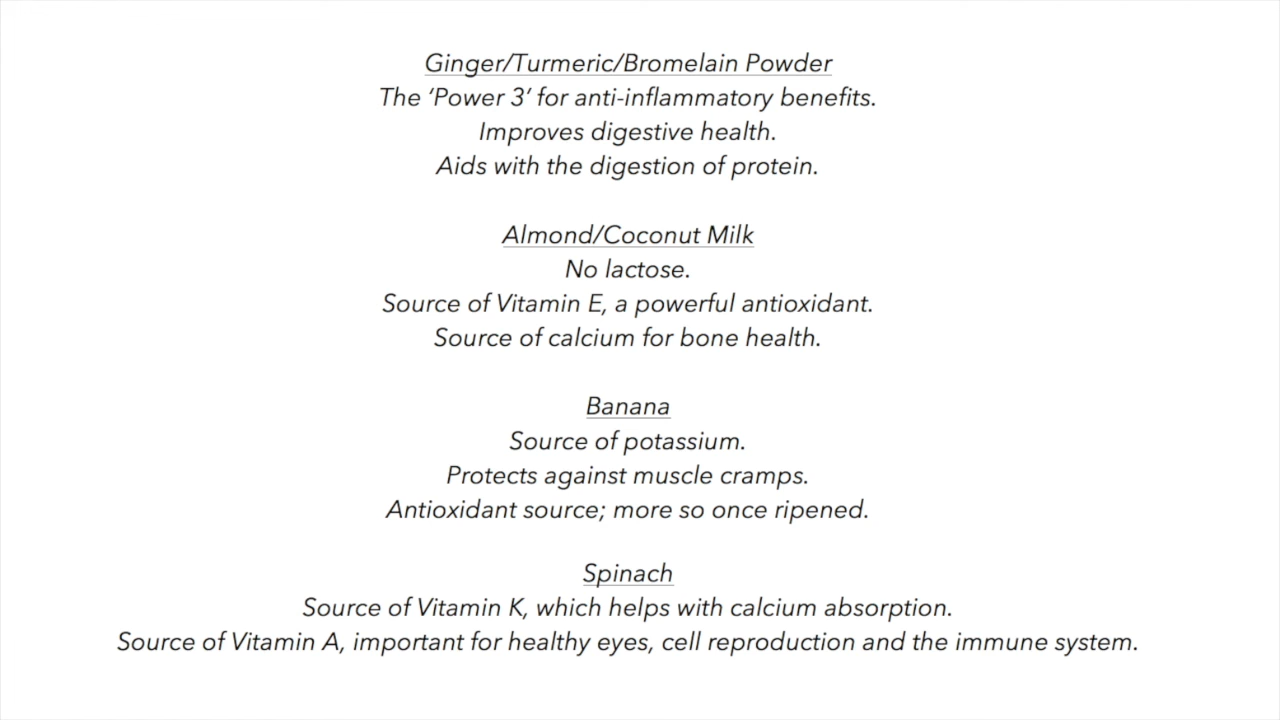 Ginger/Turmeric/Bromelain Powder
The ‘Power 3’ for anti-inflammatory benefits.
Improves digestive health.
Aids with the digestion of protein.
Almond/Coconut Milk
No lactose.
Source of Vitamin E, a powerful antioxidant.
Source of calcium for bone health.
Banana
Source of potassium.
Protects against muscle cramps.
Antioxidant source; more so once ripened.
Spinach
Source of Vitamin K, which helps with calcium absorption.
Source of Vitamin A, important for healthy eyes, cell reproduction and the immune system.